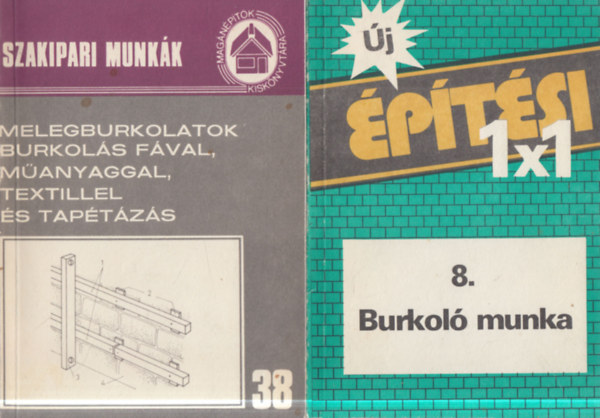 SZAKIPARI MUNKÁK
MAGÁNÉPÍTŐK
KISKÖNYVTÁRA
MELEGBURKOLATOK
BURKOLÁS FÁVAL,
MŰANYAGGAL,
TEXTILLEL
ÉS TAPÉTÁZÁS
38
Új
ÉPÍTÉSI
1x1
8.
Burkoló munka